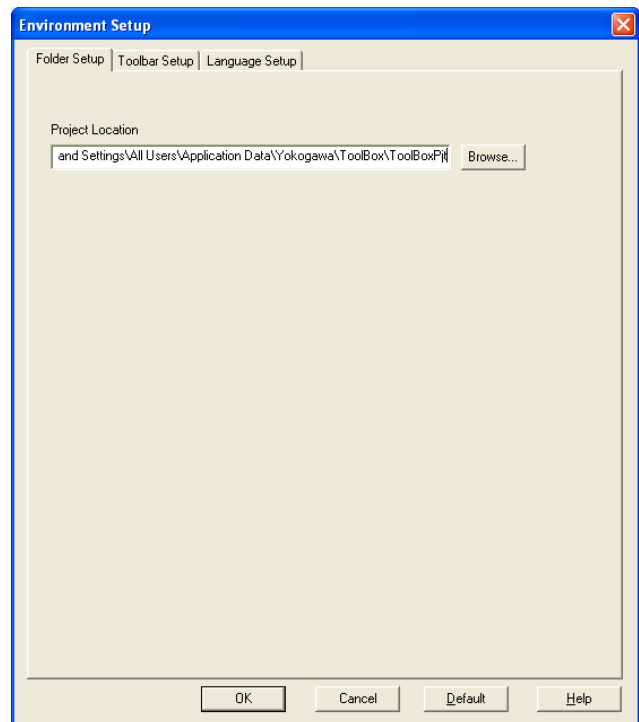 Environment Setup
Folder Setup Toolbar Setup Language Setup
Project Location
and Settings\All Users\Application Data\Yokogawa\ToolBox\ToolBoxPjt Browse...
OK Cancel Default Help